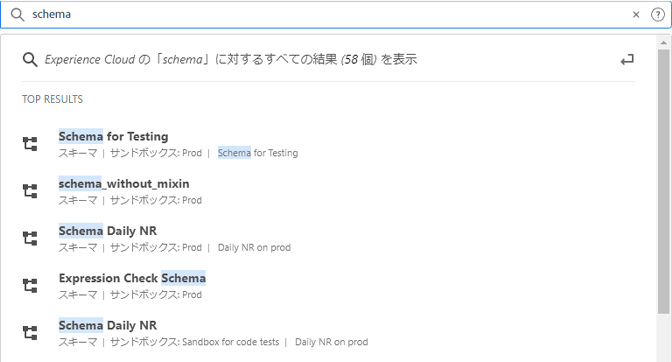 schema
Experience Cloud の「schema」に対するすべての結果 (58 個) を表示
TOP RESULTS
Schema for Testing
スキーマ | サンドボックス: Prod | Schema for Testing
schema_without_mixin
スキーマ | サンドボックス: Prod
Schema Daily NR
スキーマ | サンドボックス: Prod | Daily NR on prod
Expression Check Schema
スキーマ | サンドボックス: Prod
Schema Daily NR
スキーマ | サンドボックス: Sandbox for code tests | Daily NR on prod